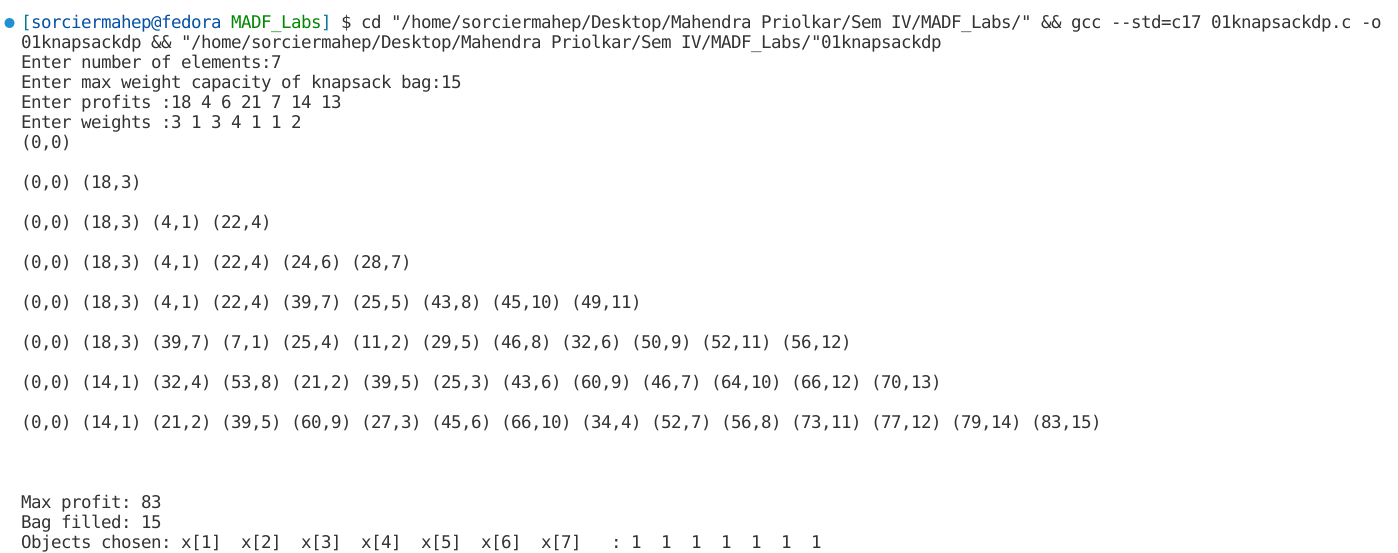 [sorciermahep@fedora MADF_Labs] $ cd "/home/sorciermahep/Desktop/Mahendra Priolkar/Sem IV/MADF_Labs/" && gcc --std=c17 01knapsackdp.c -o
01knapsackdp && "/home/sorciermahep/Desktop/Mahendra Priolkar/Sem IV/MADF_Labs/"01knapsackdp
Enter number of elements:7
Enter max weight capacity of knapsack bag:15
Enter profits :18 4 6 21 7 14 13
Enter weights :3 1 3 4 1 1 2
(0,0)
(0,0) (18,3)
(0,0) (18,3) (4,1) (22,4)
(0,0) (18,3) (4,1) (22,4) (24,6) (28,7)
(0,0) (18,3) (4,1) (22,4) (39,7) (25,5) (43,8) (45,10) (49,11)
(0,0) (18,3) (39,7) (7,1) (25,4) (11,2) (29,5) (46,8) (32,6) (50,9) (52,11) (56,12)
(0,0) (14,1) (32,4) (53,8) (21,2) (39,5) (25,3) (43,6) (60,9) (46,7) (64,10) (66,12) (70,13)
(0,0) (14,1) (21,2) (39,5) (60,9) (27,3) (45,6) (66,10) (34,4) (52,7) (56,8) (73,11) (77,12) (79,14) (83,15)
Max profit: 83
Bag filled: 15
Objects chosen: x[1]  x[2]  x[3]  x[4]  x[5]  x[6]  x[7]   : 1  1  1  1  1  1  1